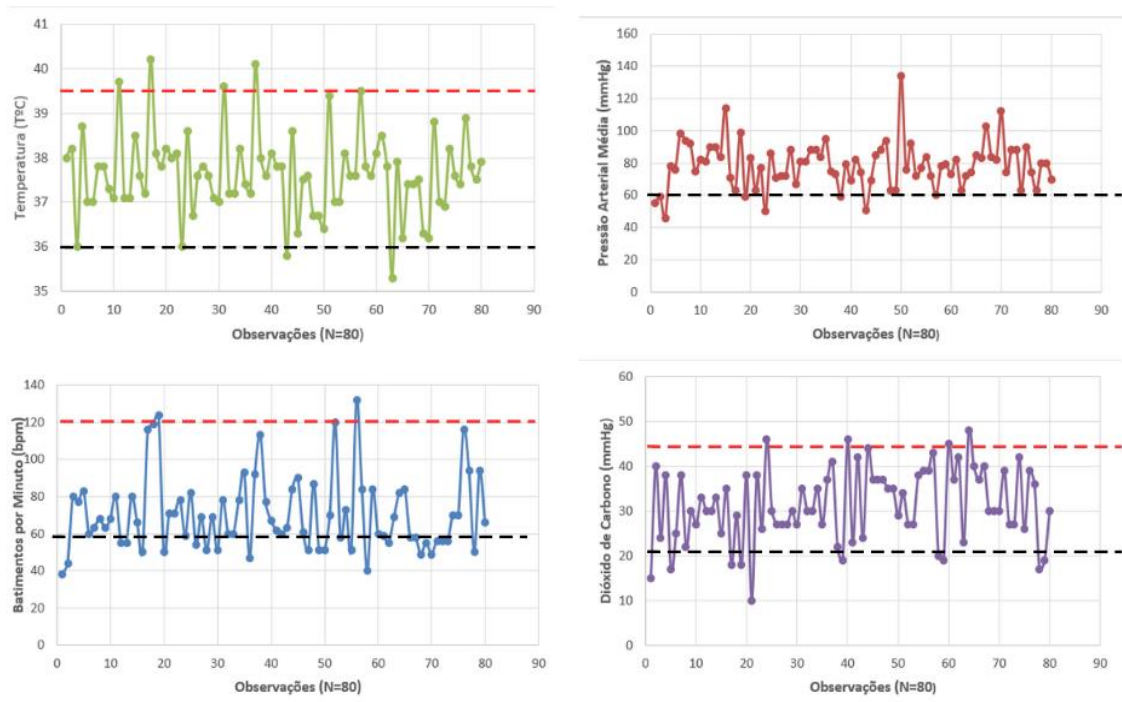 Temperatura (TºC)
41
40
39
38
37
36
35
0 10 20 30 40 50 60 70 80 90
Observações (N=80)
Pressão Arterial Média (mmHg)
160
140
120
100
80
60
40
20
0
0 10 20 30 40 50 60 70 80 90
Observações (N=80)
Batimentos por Minuto (bpm)
140
120
100
80
60
40
20
0
0 10 20 30 40 50 60 70 80 90
Observações (N=80)
Dióxido de Carbono (mmHg)
60
50
40
30
20
10
0
0 10 20 30 40 50 60 70 80 90
Observações (N=80)